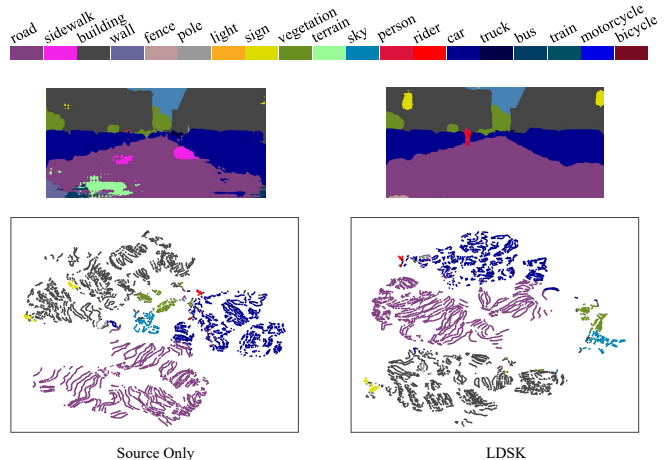 road sidewalk building wall fence pole light sign vegetation terrain sky person rider car truck bus train motorcycle bicycle
Source Only LDSK